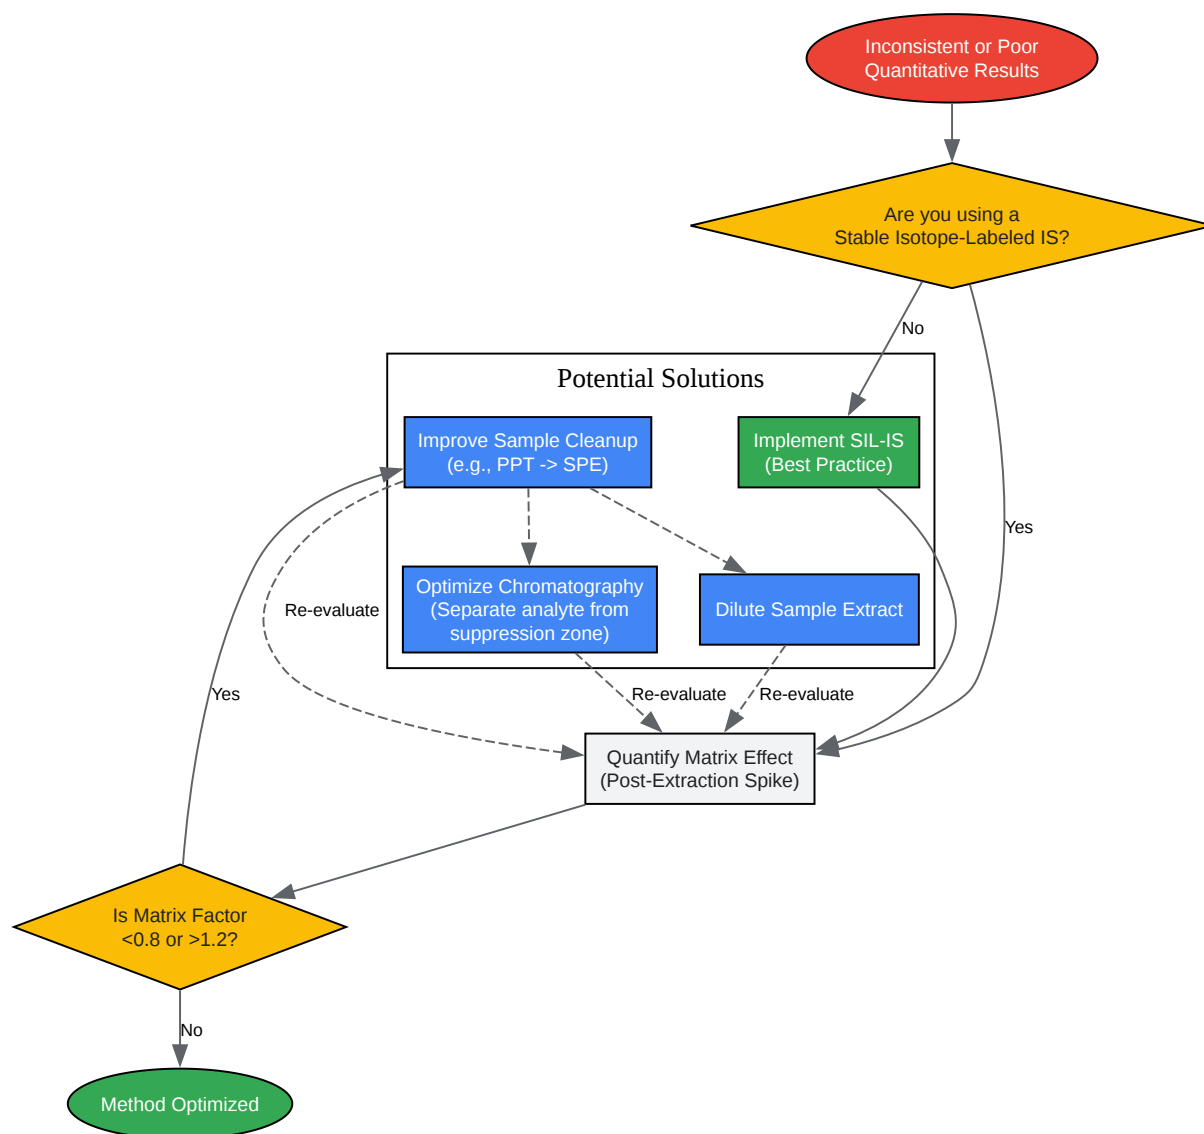 Inconsistent or Poor
Quantitative Results
Are you using a
Stable Isotope-Labeled IS?
No
Yes
Potential Solutions
Improve Sample Cleanup
(e.g., PPT -> SPE)
Implement SIL-IS
(Best Practice)
Optimize Chromatography
(Separate analyte from
suppression zone)
Dilute Sample Extract
Re-evaluate
Re-evaluate
Re-evaluate
Yes
Quantify Matrix Effect
(Post-Extraction Spike)
Is Matrix Factor
<0.8 or >1.2?
No
Method Optimized